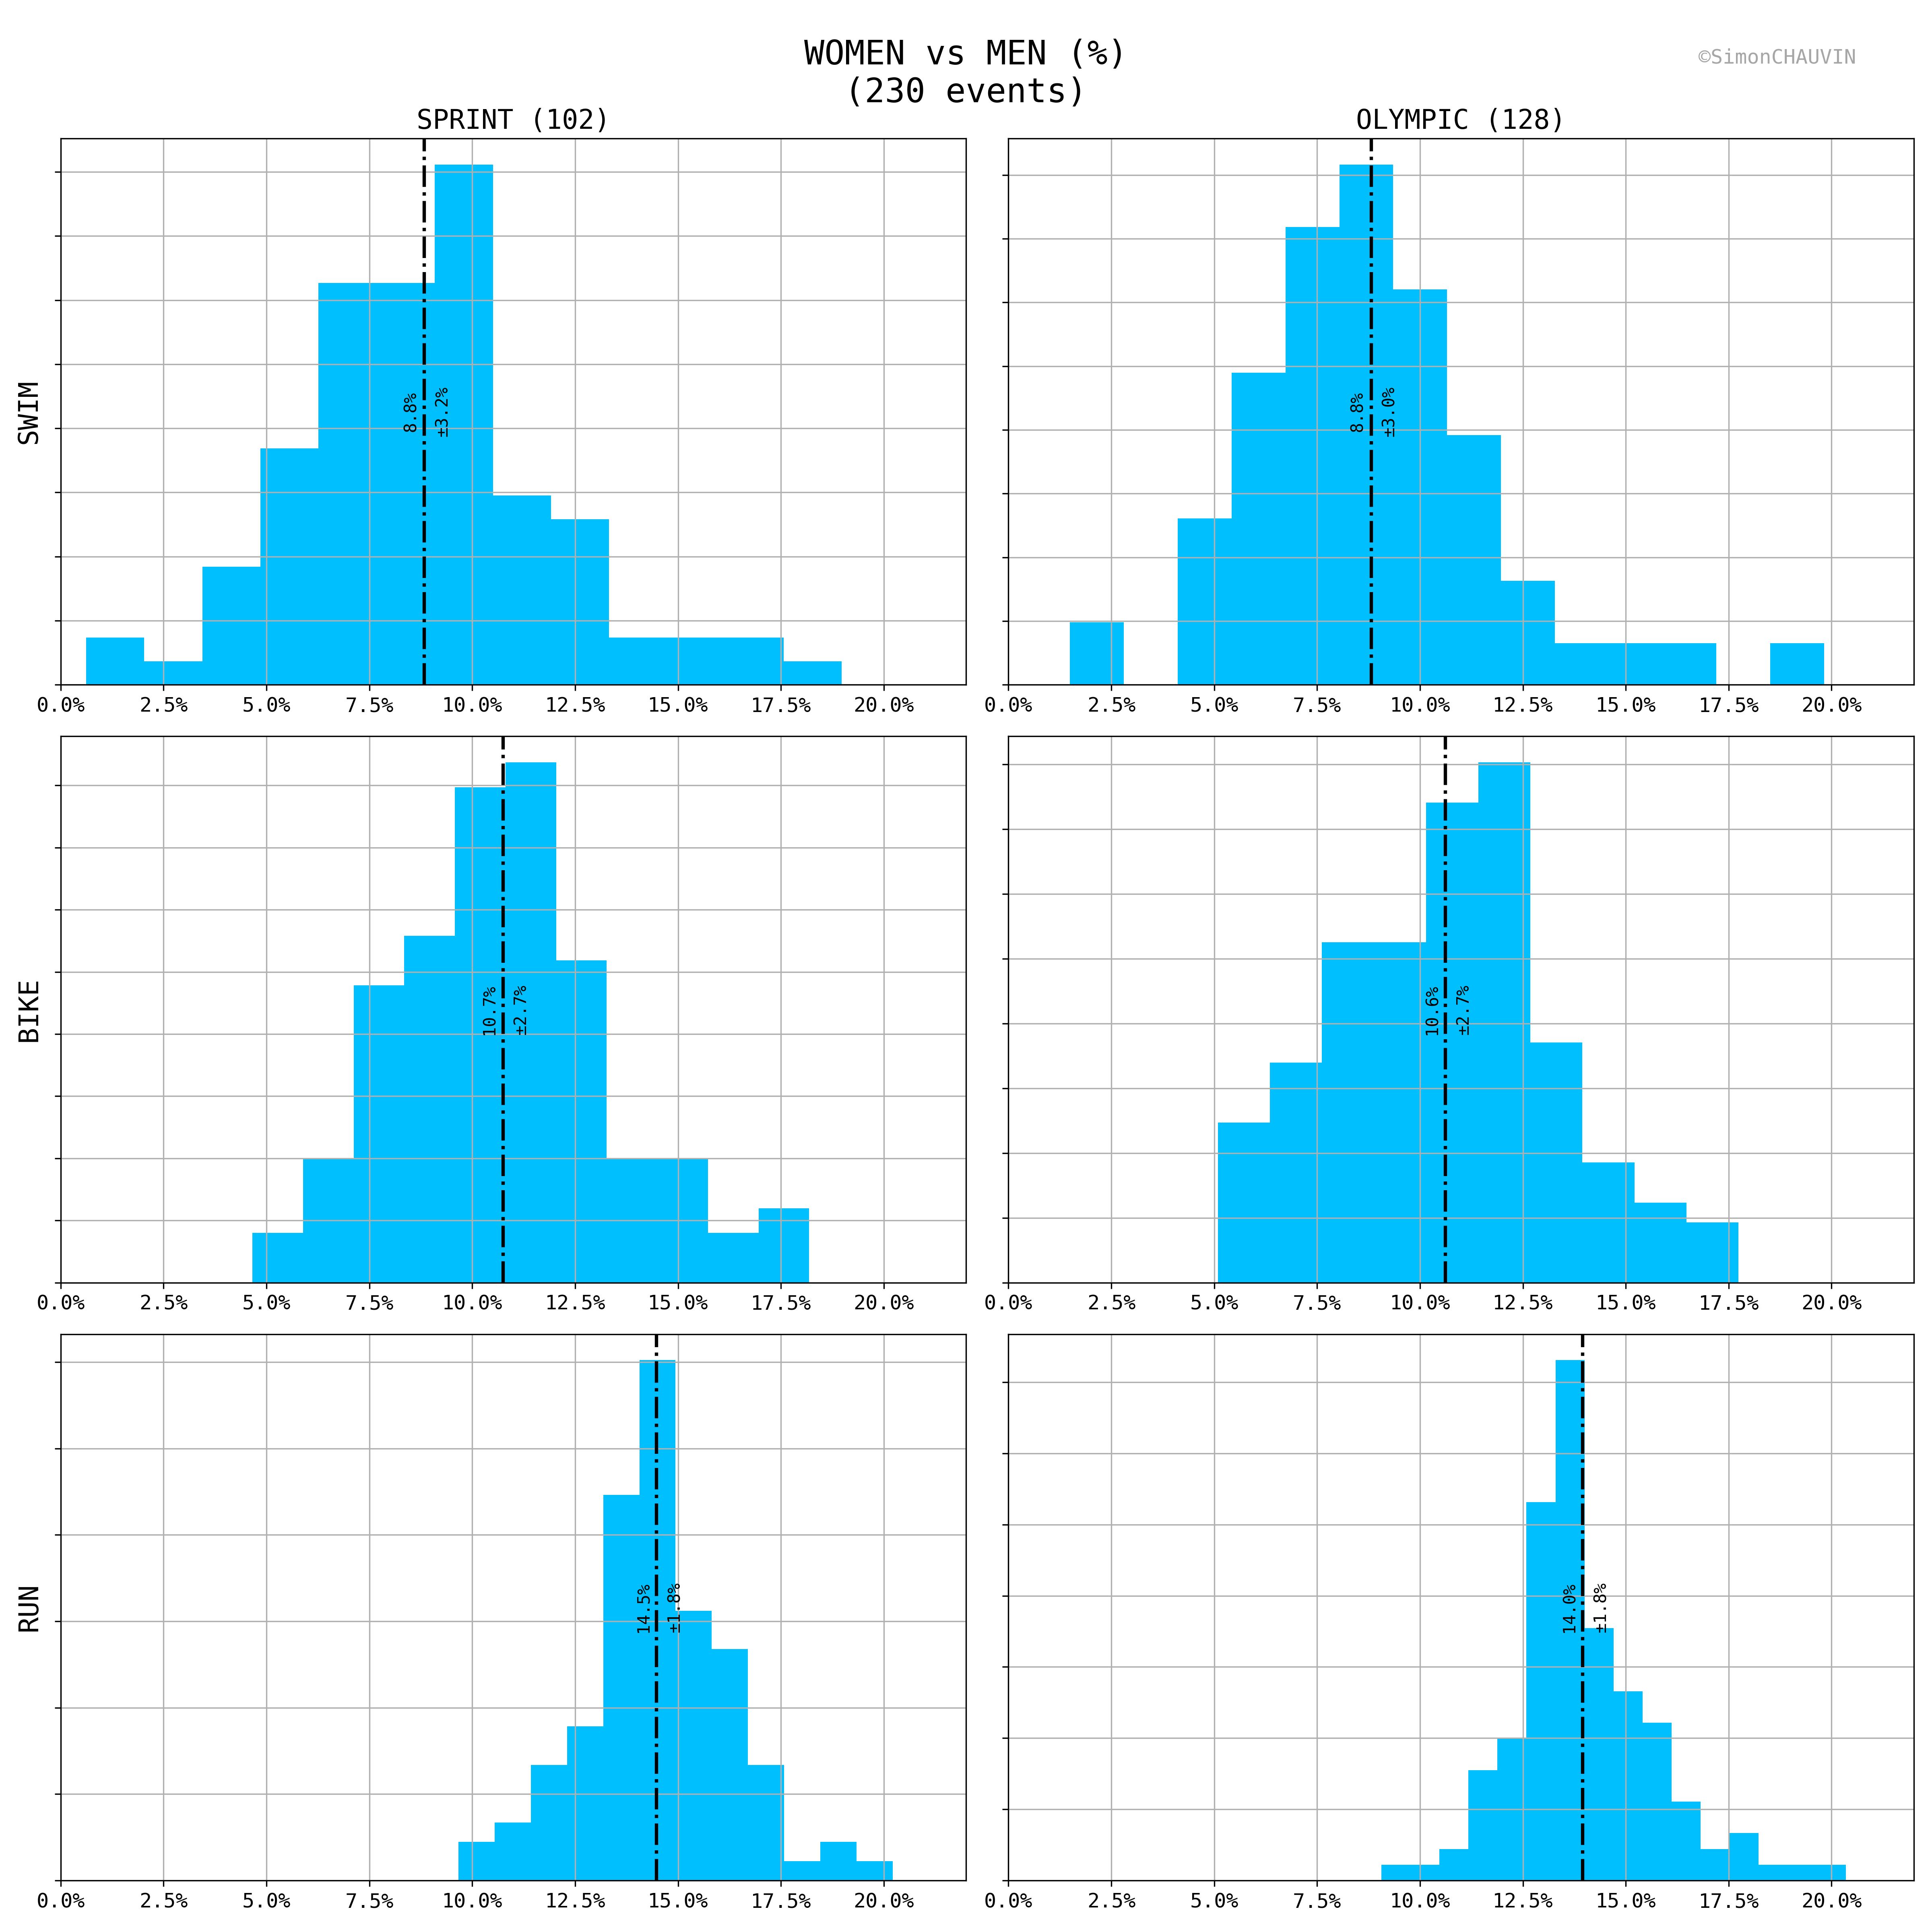 WOMEN vs MEN (%)
(230 events)
©SimonCHAUVIN
SPRINT (102)
OLYMPIC (128)
SWIM
8.8%
±3.2%
8.8%
±3.0%
0.0% 2.5% 5.0% 7.5% 10.0% 12.5% 15.0% 17.5% 20.0%
0.0% 2.5% 5.0% 7.5% 10.0% 12.5% 15.0% 17.5% 20.0%
BIKE
10.7%
±2.7%
10.6%
±2.7%
0.0% 2.5% 5.0% 7.5% 10.0% 12.5% 15.0% 17.5% 20.0%
0.0% 2.5% 5.0% 7.5% 10.0% 12.5% 15.0% 17.5% 20.0%
RUN
14.5%
±1.8%
14.0%
±1.8%
0.0% 2.5% 5.0% 7.5% 10.0% 12.5% 15.0% 17.5% 20.0%
0.0% 2.5% 5.0% 7.5% 10.0% 12.5% 15.0% 17.5% 20.0%